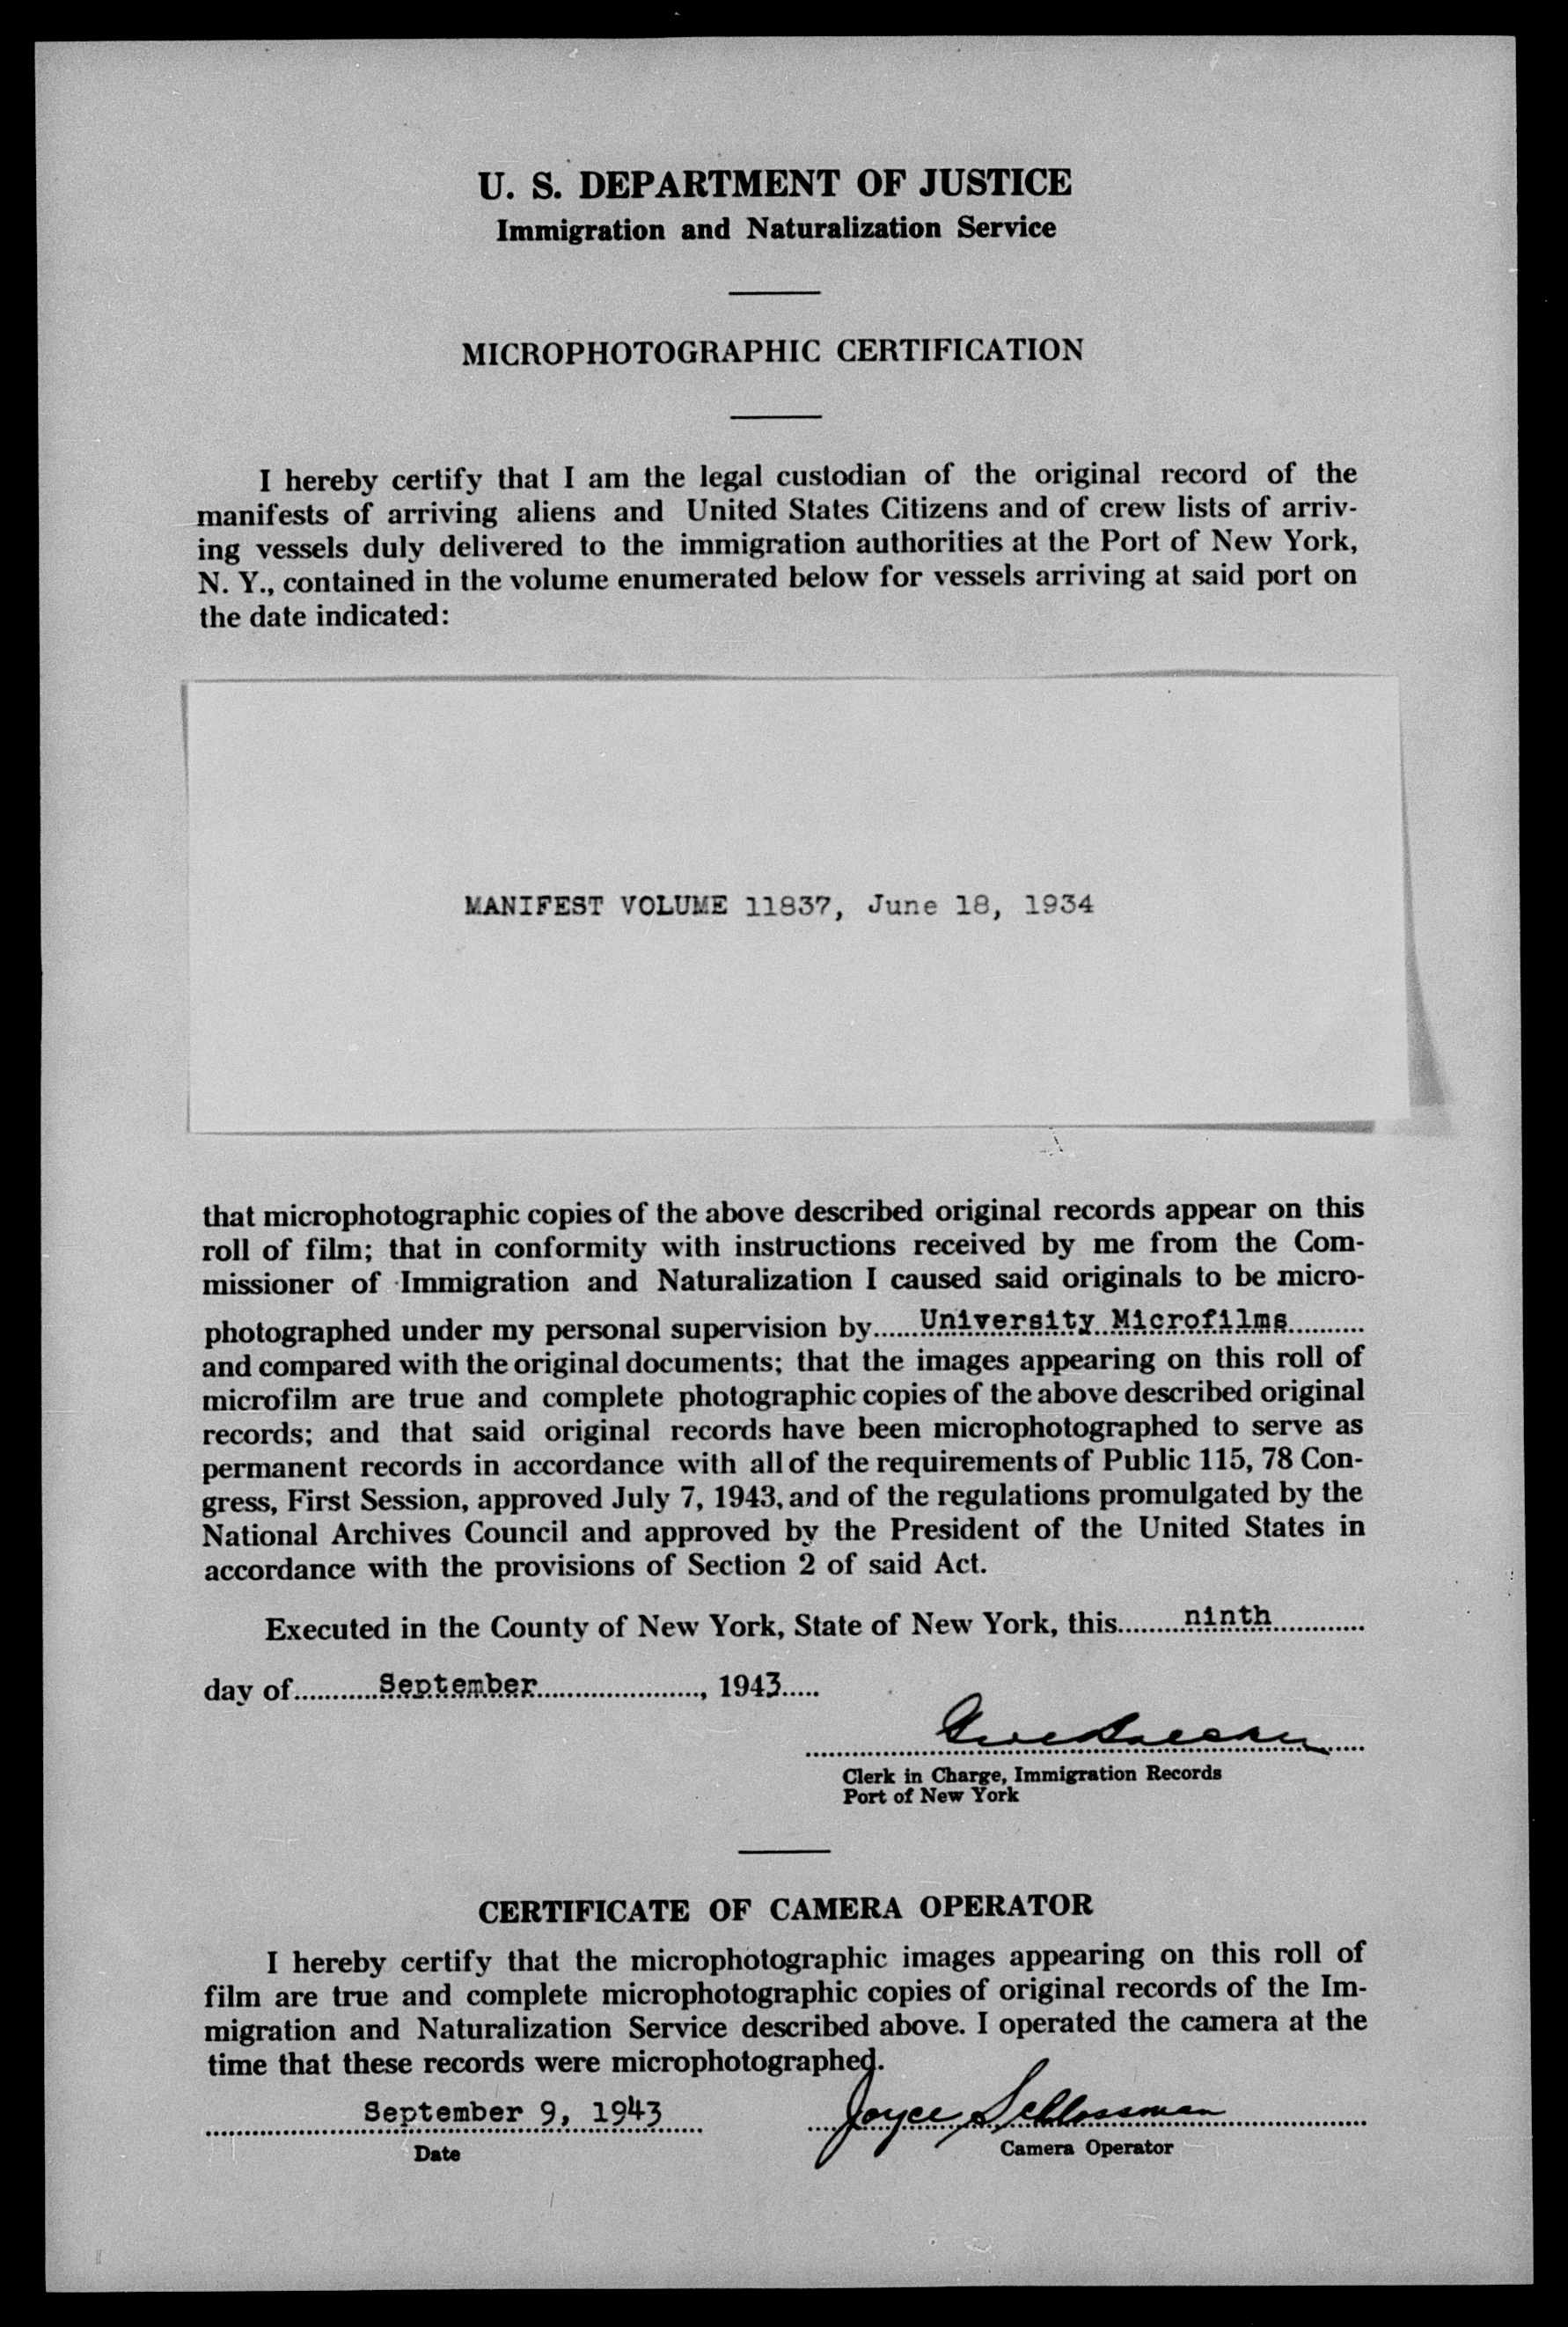 U. S. DEPARTMENT OF JUSTICE
Immigration and Naturalization Service
MICROPHOTOGRAPHIC CERTIFICATION
I hereby certify that I am the legal custodian of the original record of the
manifests of arriving aliens and United States Citizens and of crew lists of arriv-
ing vessels duly delivered to the immigration authorities at the Port of New York,
N. Y., contained in the volume enumerated below for vessels arriving at said port on
the date indicated:
MANIFEST VOLUME 11837, June 18, 1934
that microphotographic copies of the above described original records appear on this
roll of film; that in conformity with instructions received by me from the Com-
missioner of Immigration and Naturalization I caused said originals to be micro-
photographed under my personal supervision by......University Microfilms..........
and compared with the original documents; that the images appearing on this roll of
microfilm are true and complete photographic copies of the above described original
records; and that said original records have been microphotographed to serve as
permanent records in accordance with all of the requirements of Public 115, 78 Con-
gress, First Session, approved July 7, 1943, and of the regulations promulgated by the
National Archives Council and approved by the President of the United States in
accordance with the provisions of Section 2 of said Act.
Executed in the County of New York, State of New York, this..........ninth..............
day of............September........................, 1943.....
Clerk in Charge, Immigration Records
Port of New York
CERTIFICATE OF CAMERA OPERATOR
I hereby certify that the microphotographic images appearing on this roll of
film are true and complete microphotographic copies of original records of the Im-
migration and Naturalization Service described above. I operated the camera at the
time that these records were microphotographed.
September 9, 1943 Joyce Schlossman
Date Camera Operator